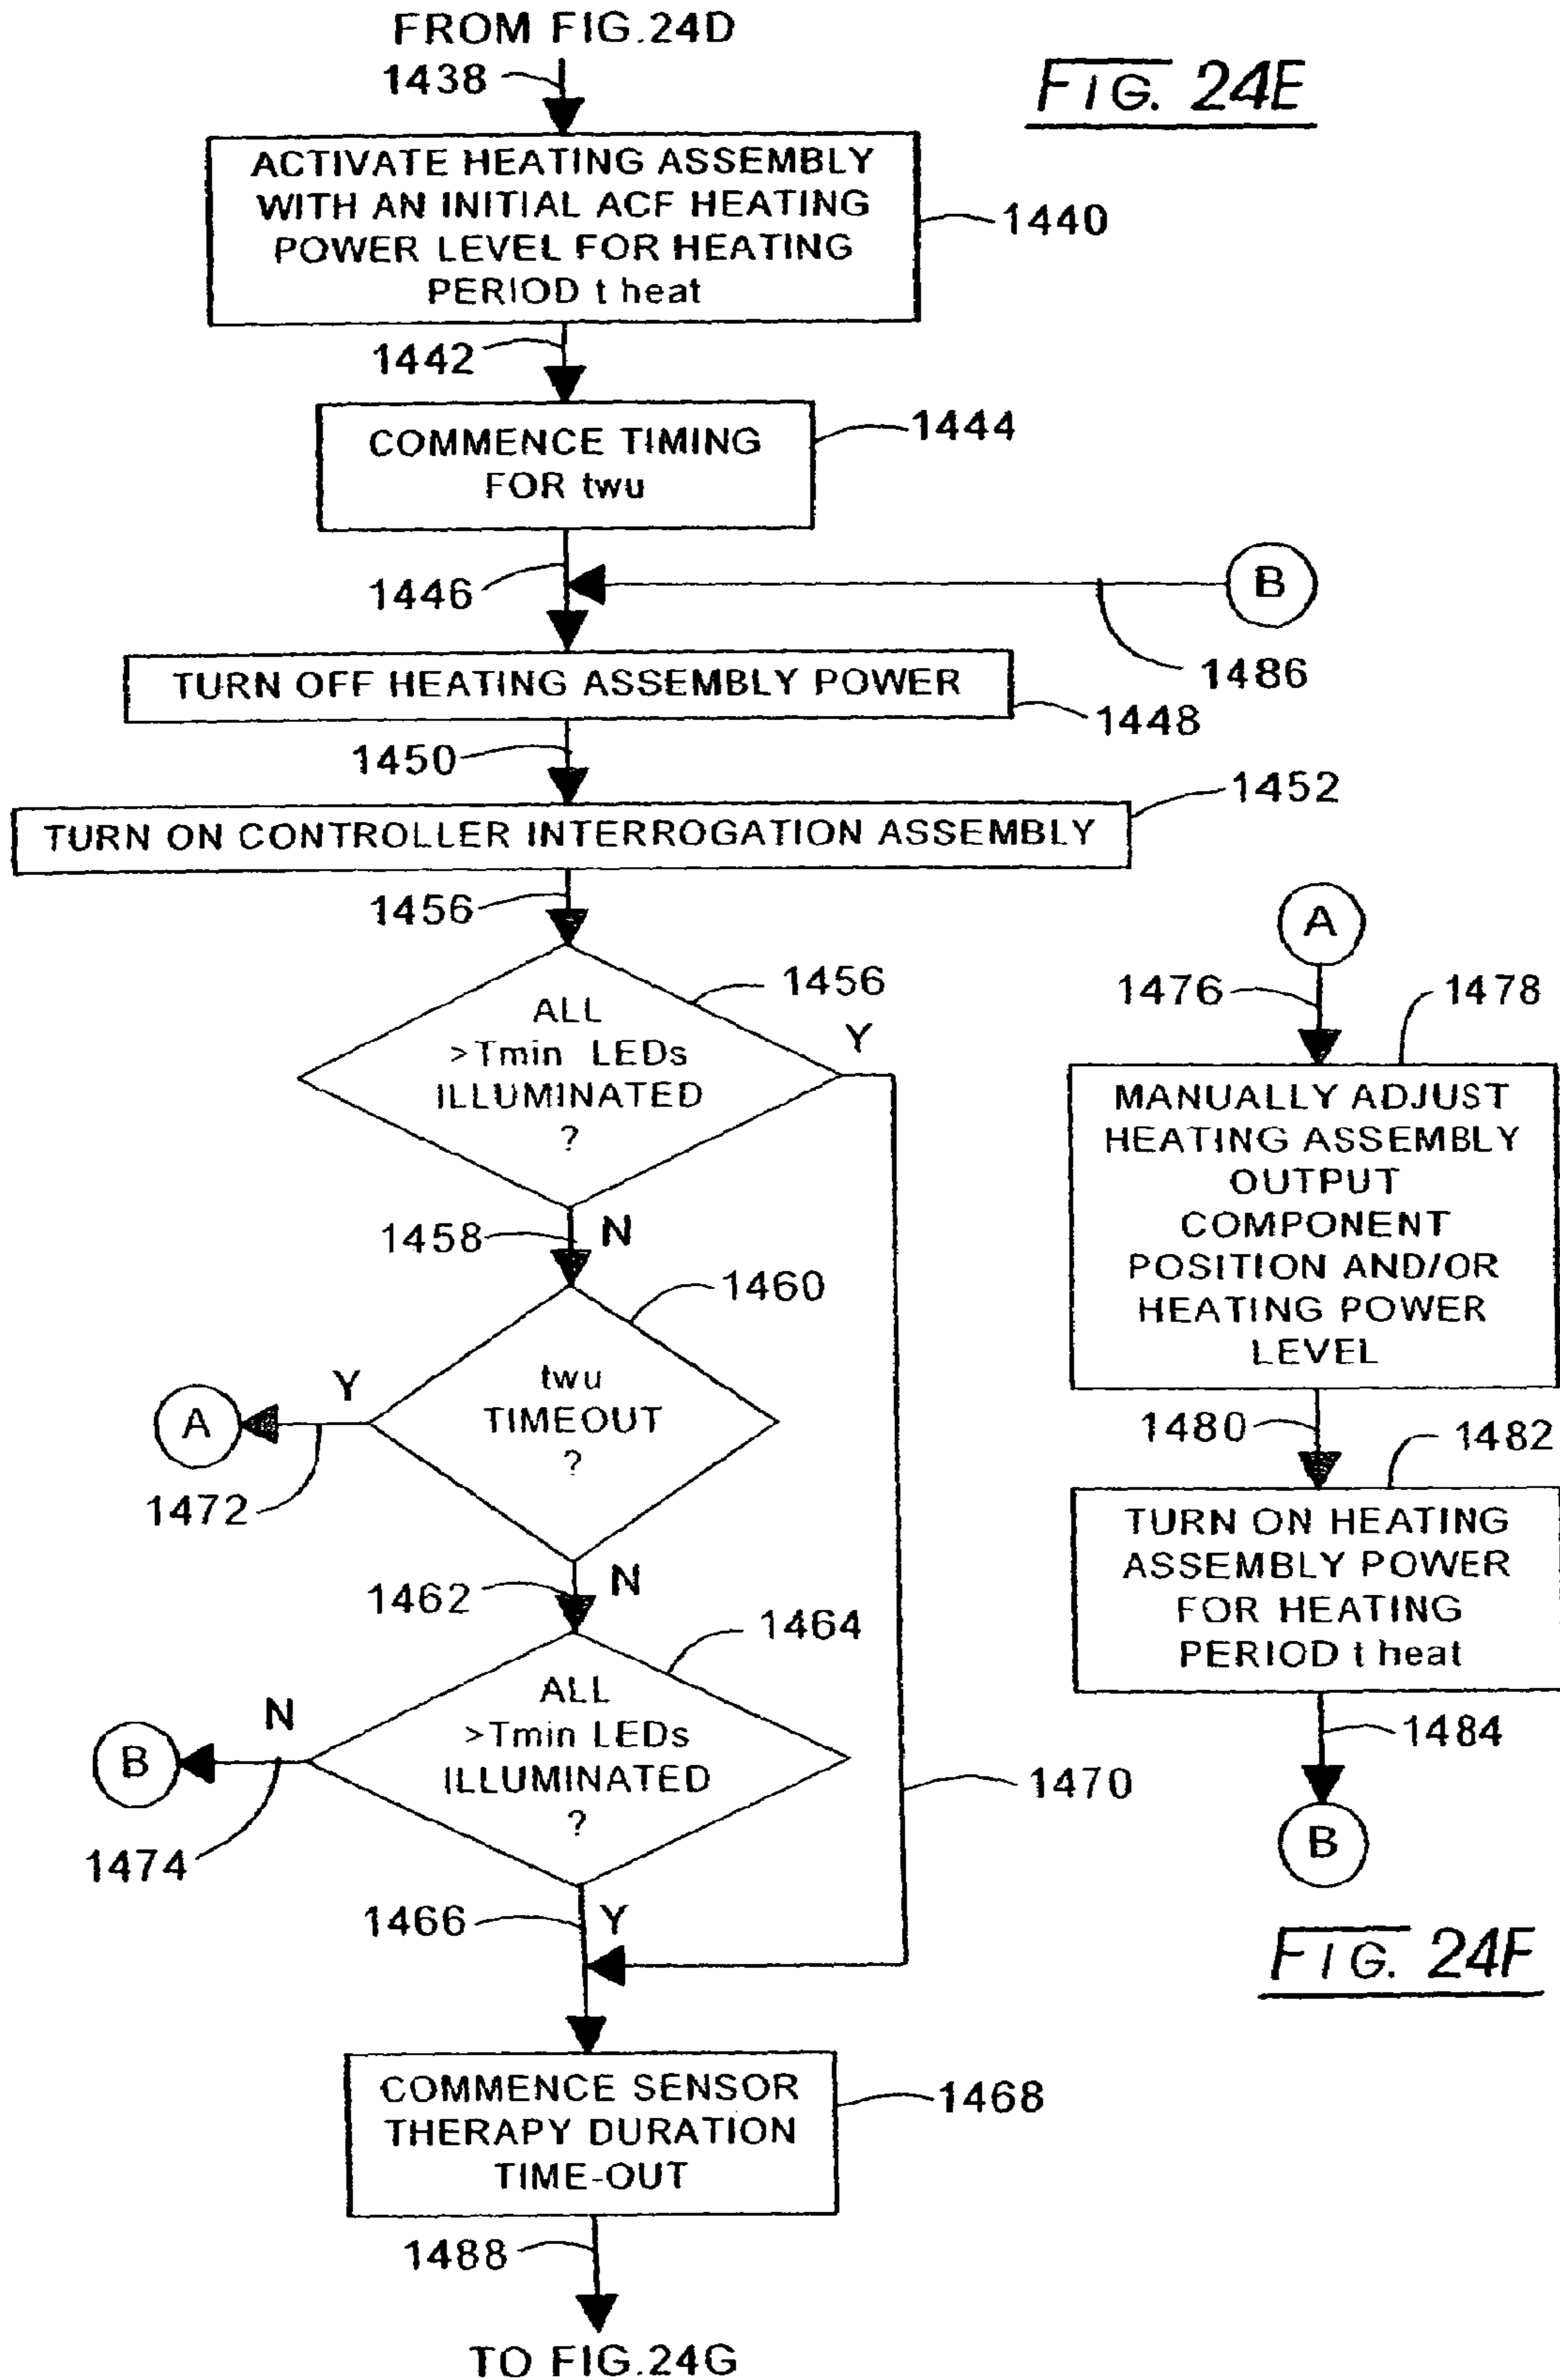 FROM FIG.24D
1438
FIG. 24E
ACTIVATE HEATING ASSEMBLY
WITH AN INITIAL ACF HEATING
POWER LEVEL FOR HEATING
PERIOD t heat
1440
1442
COMMENCE TIMING
FOR twu
1444
1446
B
1486
TURN OFF HEATING ASSEMBLY POWER
1448
1450
1452
TURN ON CONTROLLER INTERROGATION ASSEMBLY
1456
ALL
>Tmin LEDs
ILLUMINATED
?
1456
Y
1458
N
1460
twu
TIMEOUT
?
Y
A
1472
1462
N
1464
ALL
>Tmin LEDs
ILLUMINATED
?
N
B
1474
1470
1466
Y
COMMENCE SENSOR
THERAPY DURATION
TIME-OUT
1468
1488
TO FIG.24G
A
1476
1478
MANUALLY ADJUST
HEATING ASSEMBLY
OUTPUT
COMPONENT
POSITION AND/OR
HEATING POWER
LEVEL
1480
1482
TURN ON HEATING
ASSEMBLY POWER
FOR HEATING
PERIOD t heat
1484
B
FIG. 24F